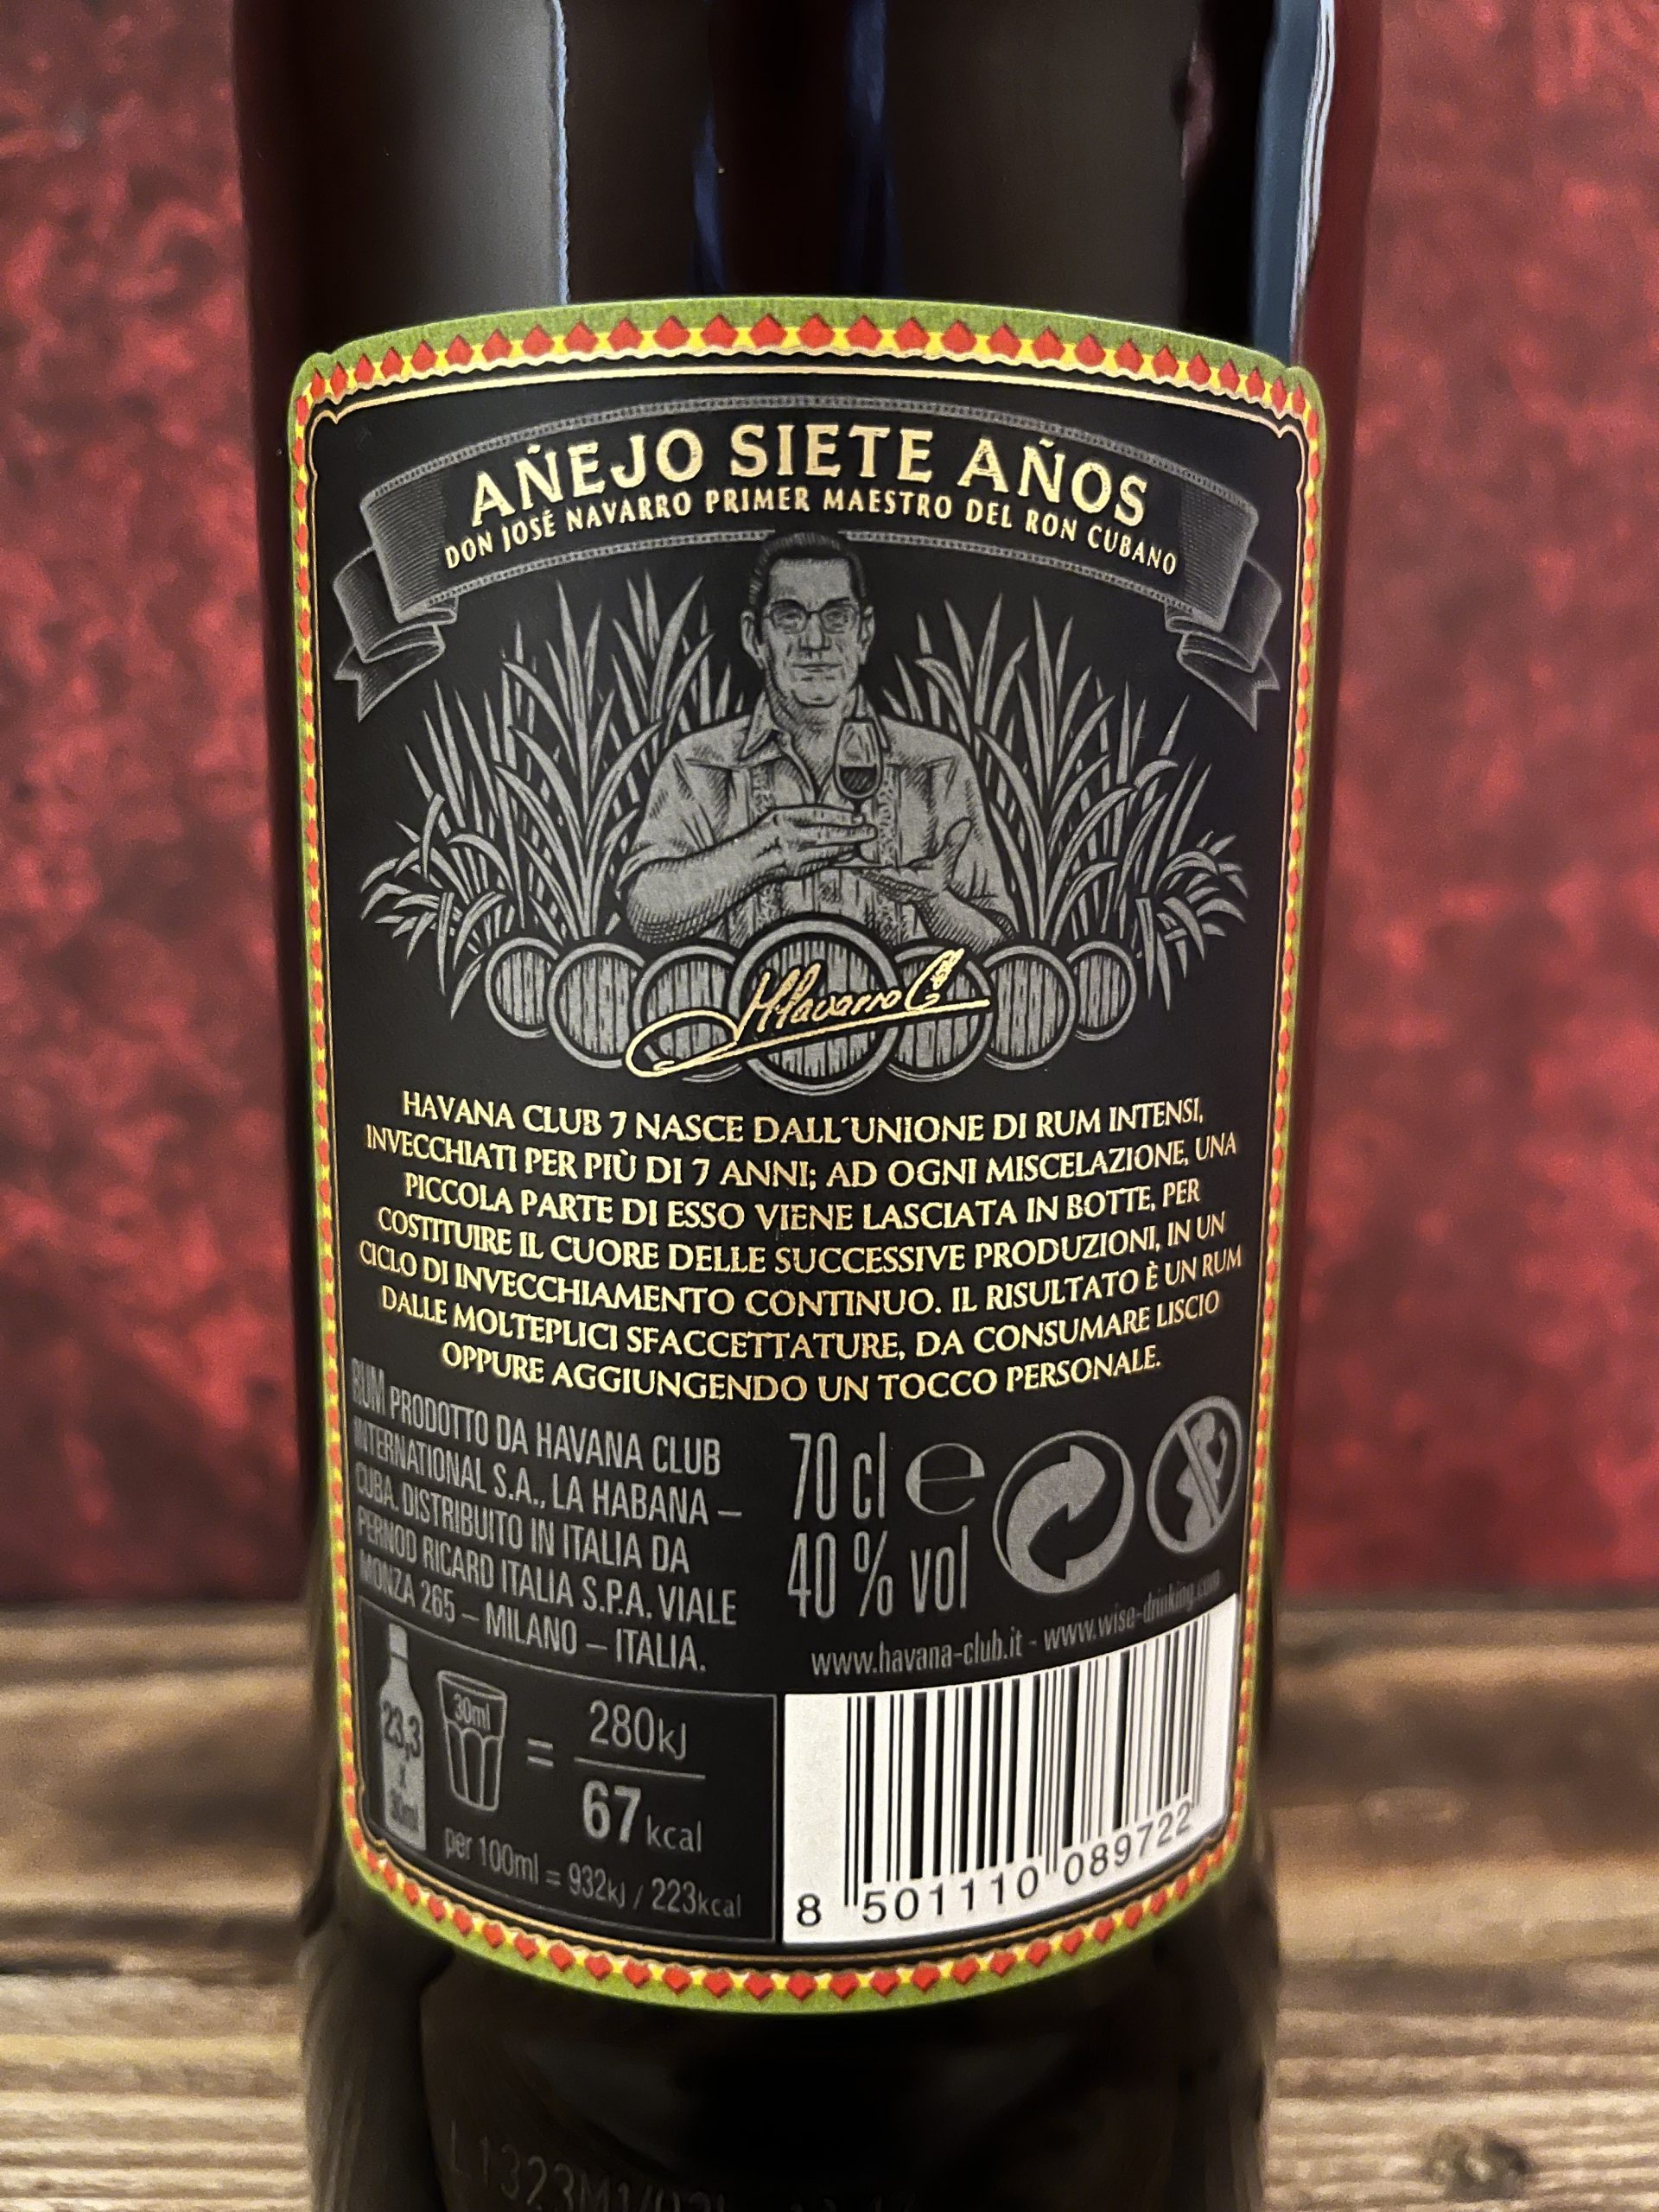 AÑEJO SIETE AÑOS
DON JOSÉ NAVARRO PRIMER MAESTRO DEL RON CUBANO
HAVANA CLUB 7 NASCE DALL´UNIONE DI RUM INTENSI,
INVECCHIATI PER PIÙ DI 7 ANNI; AD OGNI MISCELAZIONE, UNA
PICCOLA PARTE DI ESSO VIENE LASCIATA IN BOTTE, PER
COSTITUIRE IL CUORE DELLE SUCCESSIVE PRODUZIONI, IN UN
CICLO DI INVECCHIAMENTO CONTINUO. IL RISULTATO È UN RUM
DALLE MOLTEPLICI SFACCETTATURE, DA CONSUMARE LISCIO
OPPURE AGGIUNGENDO UN TOCCO PERSONALE.
RUM PRODOTTO DA HAVANA CLUB
INTERNATIONAL S.A., LA HABANA –
CUBA. DISTRIBUITO IN ITALIA DA
PERNOD RICARD ITALIA S.P.A. VIALE
MONZA 265 – MILANO – ITALIA.
70 cl e
40 % vol
www.havana-club.it - www.wise-drinking.com
23,3
x
30ml
30ml
=
280kJ
67kcal
per 100ml = 932kJ / 223kcal
8 501110 089722